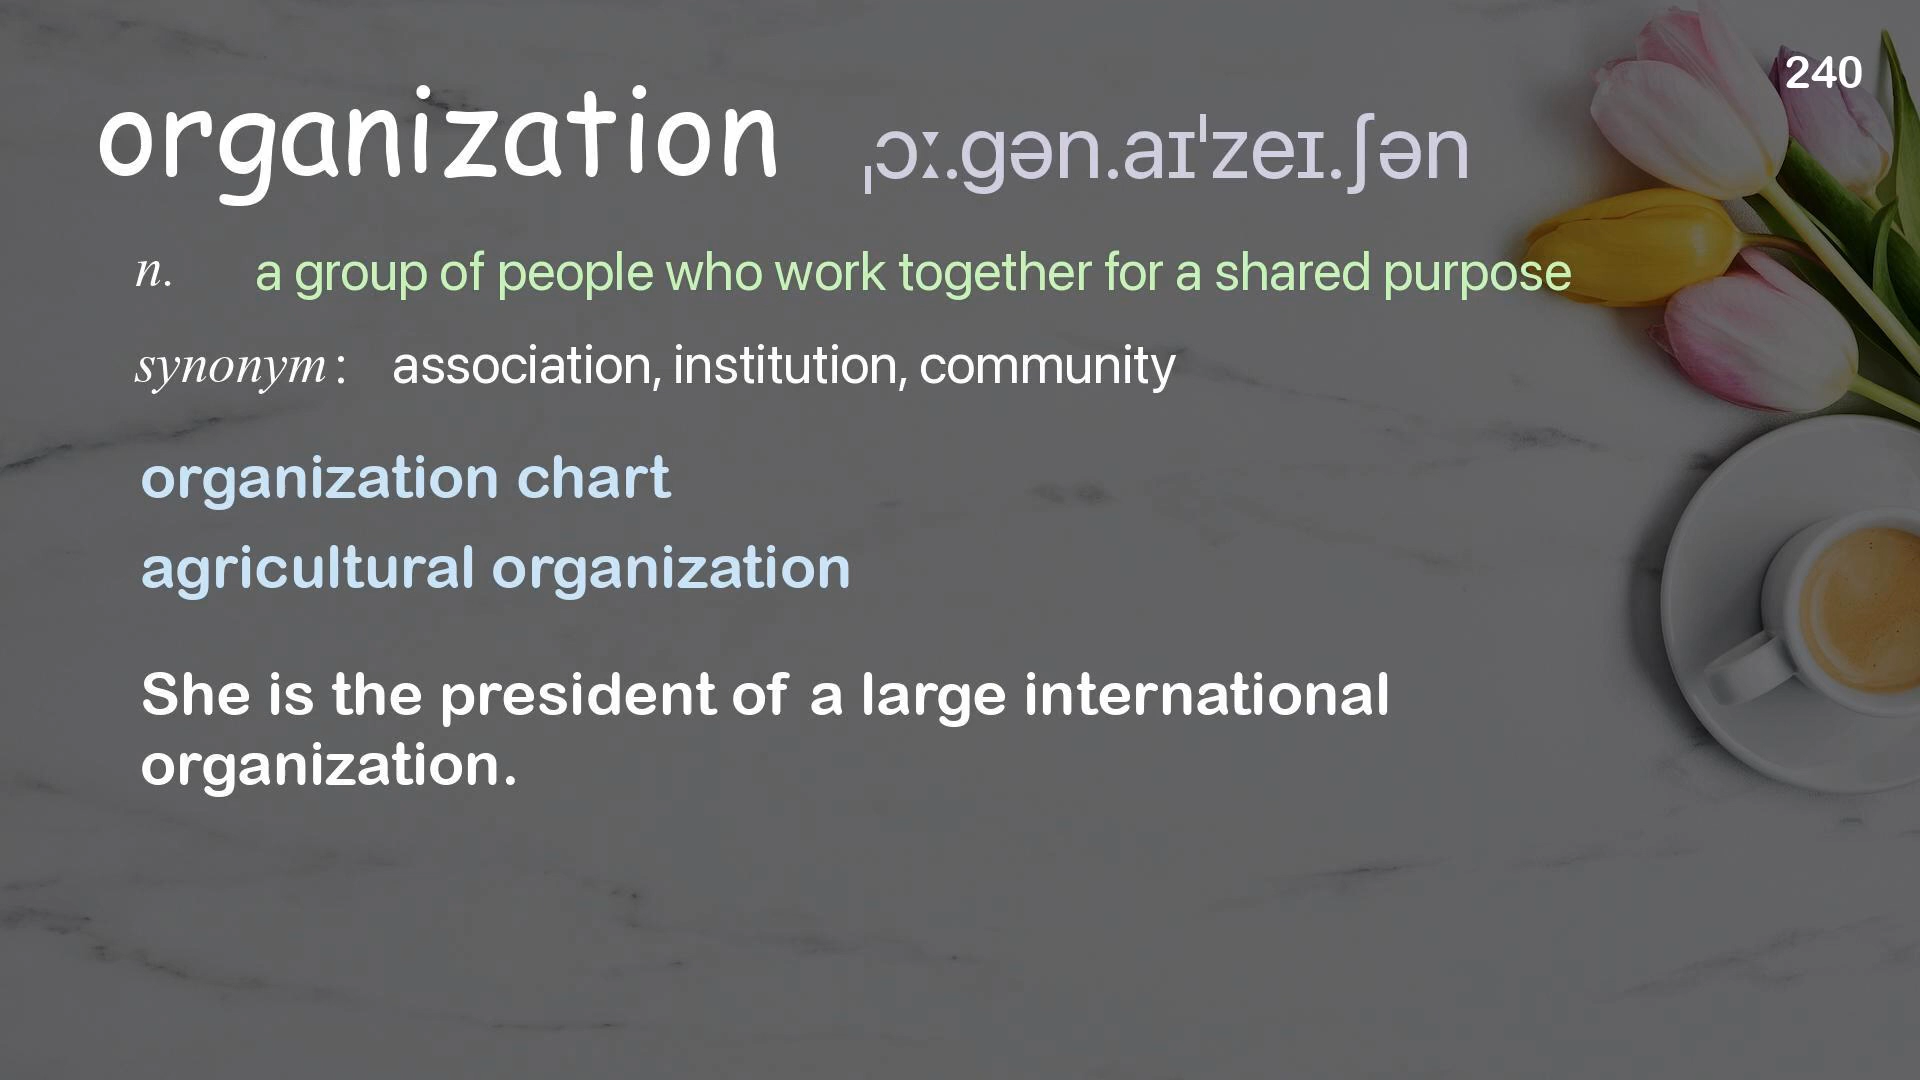 240
organization ˌɔː.ɡən.aɪˈzeɪ.ʃən
n. a group of people who work together for a shared purpose
synonym: association, institution, community
organization chart
agricultural organization
She is the president of a large international
organization.